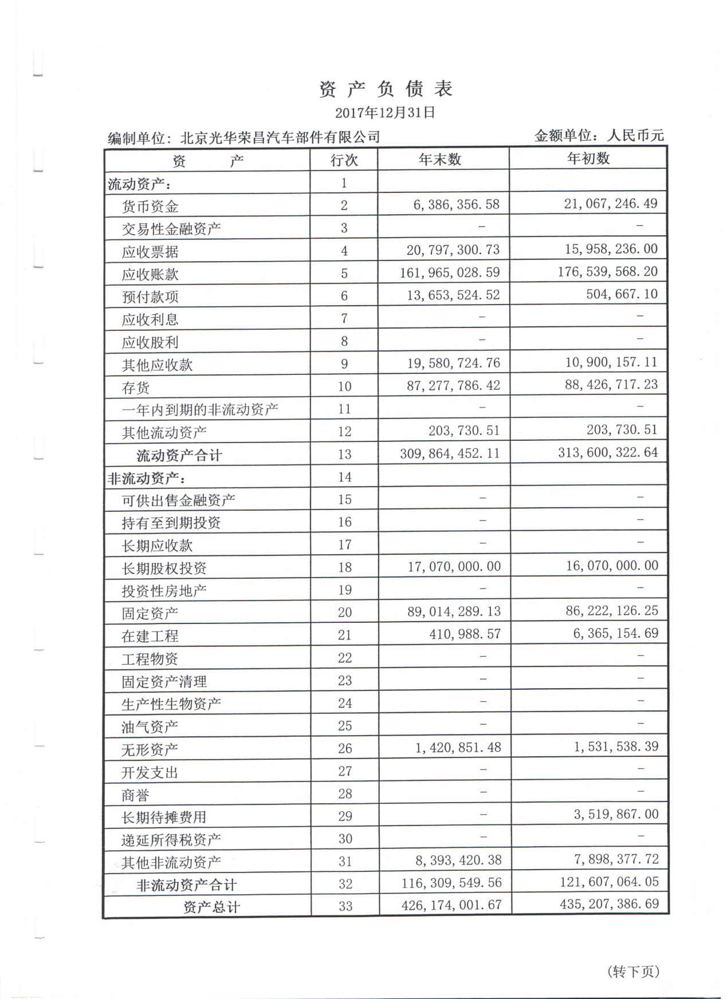 资产负债表
2017年12月31日
编制单位：北京光华荣昌汽车部件有限公司 金额单位：人民币元
资 产 行次 年末数 年初数
流动资产： 1
货币资金 2 6,386,356.58 21,067,246.49
交易性金融资产 3 － －
应收票据 4 20,797,300.73 15,958,236.00
应收账款 5 161,965,028.59 176,539,568.20
预付款项 6 13,653,524.52 504,667.10
应收利息 7 － －
应收股利 8 － －
其他应收款 9 19,580,724.76 10,900,157.11
存货 10 87,277,786.42 88,426,717.23
一年内到期的非流动资产 11 － －
其他流动资产 12 203,730.51 203,730.51
流动资产合计 13 309,864,452.11 313,600,322.64
非流动资产： 14
可供出售金融资产 15 － －
持有至到期投资 16 － －
长期应收款 17 － －
长期股权投资 18 17,070,000.00 16,070,000.00
投资性房地产 19 － －
固定资产 20 89,014,289.13 86,222,126.25
在建工程 21 410,988.57 6,365,154.69
工程物资 22 － －
固定资产清理 23 － －
生产性生物资产 24 － －
油气资产 25 － －
无形资产 26 1,420,851.48 1,531,538.39
开发支出 27 － －
商誉 28 － －
长期待摊费用 29 － 3,519,867.00
递延所得税资产 30 － －
其他非流动资产 31 8,393,420.38 7,898,377.72
非流动资产合计 32 116,309,549.56 121,607,064.05
资产总计 33 426,174,001.67 435,207,386.69
(转下页)